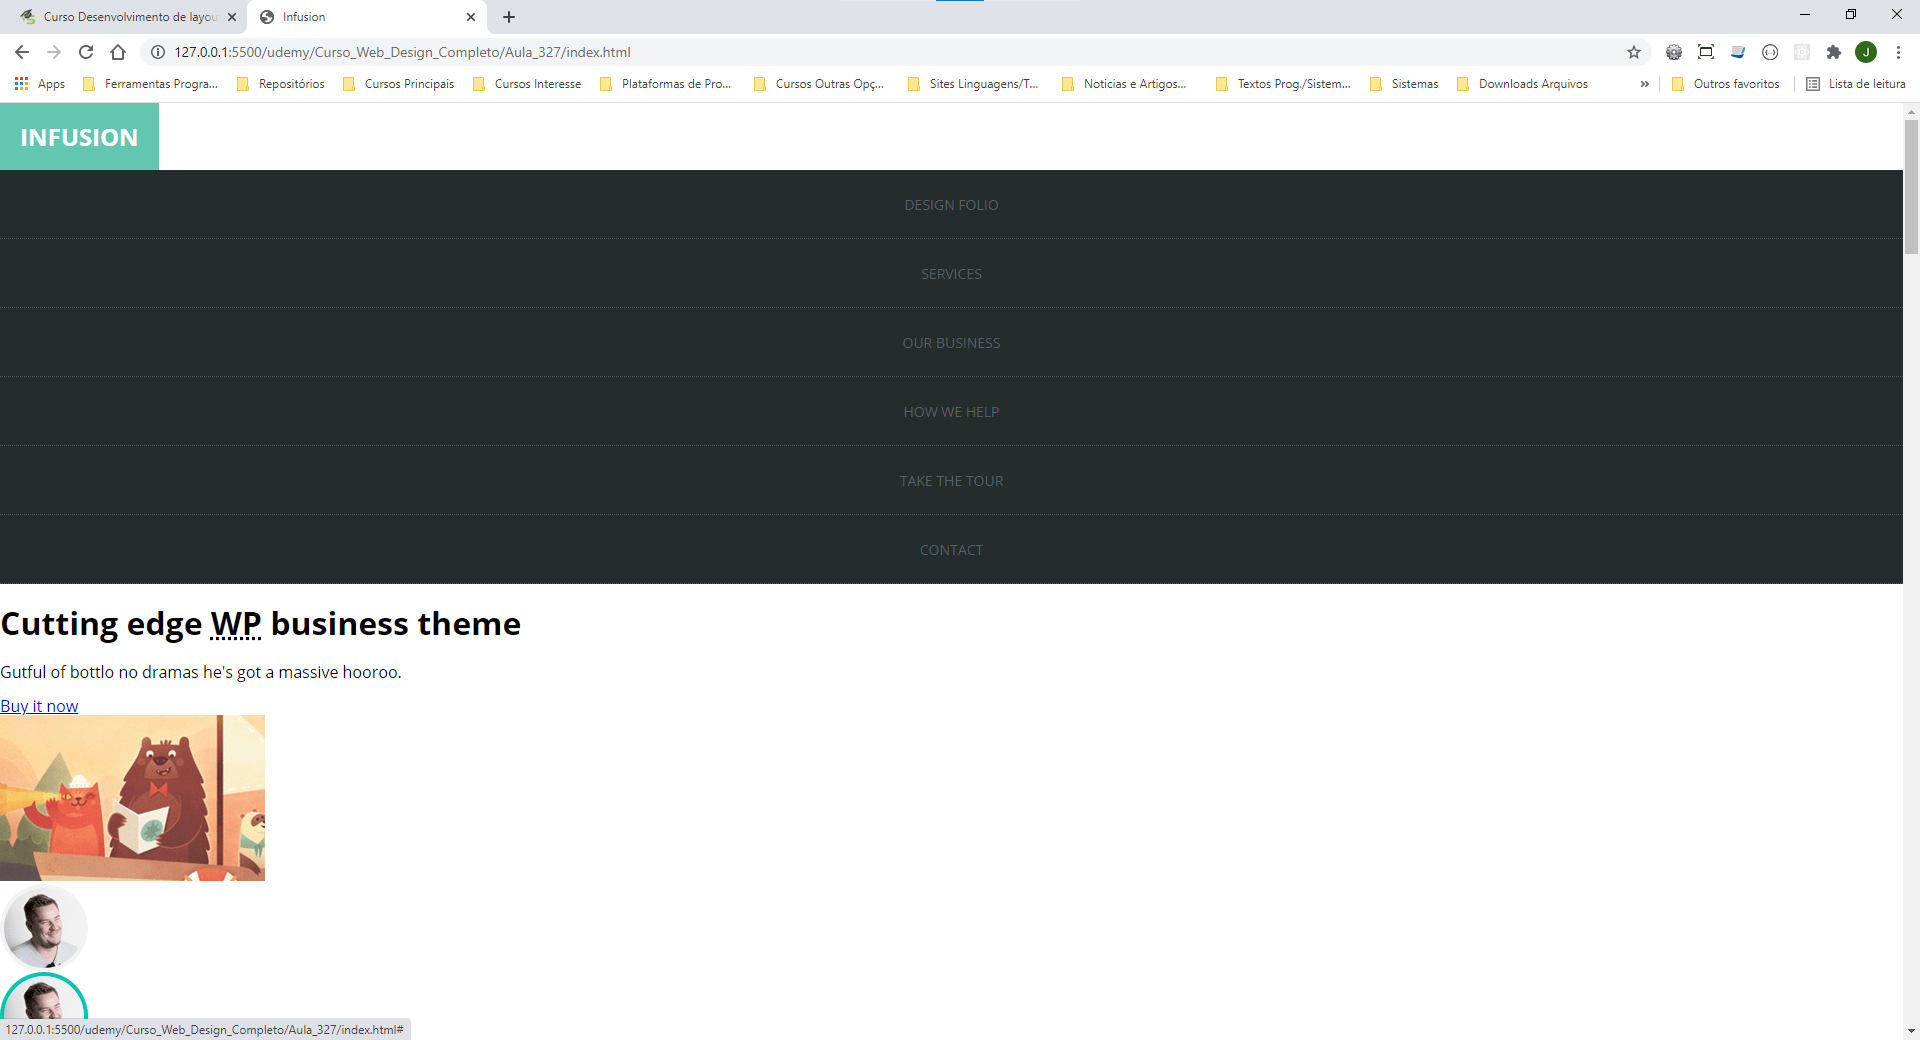 Curso Desenvolvimento de layou
Infusion
127.0.0.1:5500/udemy/Curso_Web_Design_Completo/Aula_327/index.html
J
Apps
Ferramentas Progra...
Repositórios
Cursos Principais
Cursos Interesse
Plataformas de Pro...
Cursos Outras Opç...
Sites Linguagens/T...
Noticias e Artigos...
Textos Prog./Sistem...
Sistemas
Downloads Arquivos
»
Outros favoritos
Lista de leitura
INFUSION
DESIGN FOLIO
SERVICES
OUR BUSINESS
HOW WE HELP
TAKE THE TOUR
CONTACT
Cutting edge WP business theme
Gutful of bottlo no dramas he's got a massive hooroo.
Buy it now
127.0.0.1:5500/udemy/Curso_Web_Design_Completo/Aula_327/index.html#